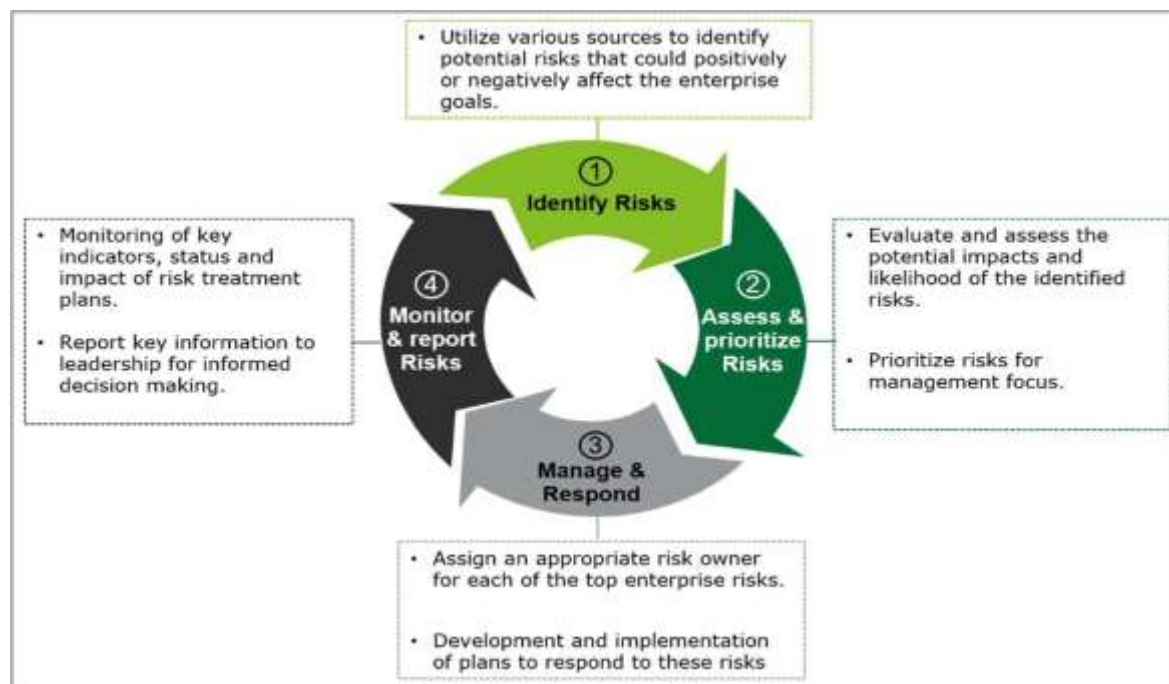 • Utilize various sources to identify
potential risks that could positively
or negatively affect the enterprise
goals.
①
Identify Risks
②
Assess &
prioritize
Risks
• Evaluate and assess the
potential impacts and
likelihood of the identified
risks.
• Prioritize risks for
management focus.
③
Manage &
Respond
• Assign an appropriate risk owner
for each of the top enterprise risks.
• Development and implementation
of plans to respond to these risks
④
Monitor
& report
Risks
• Monitoring of key
indicators, status and
impact of risk treatment
plans.
• Report key information to
leadership for informed
decision making.